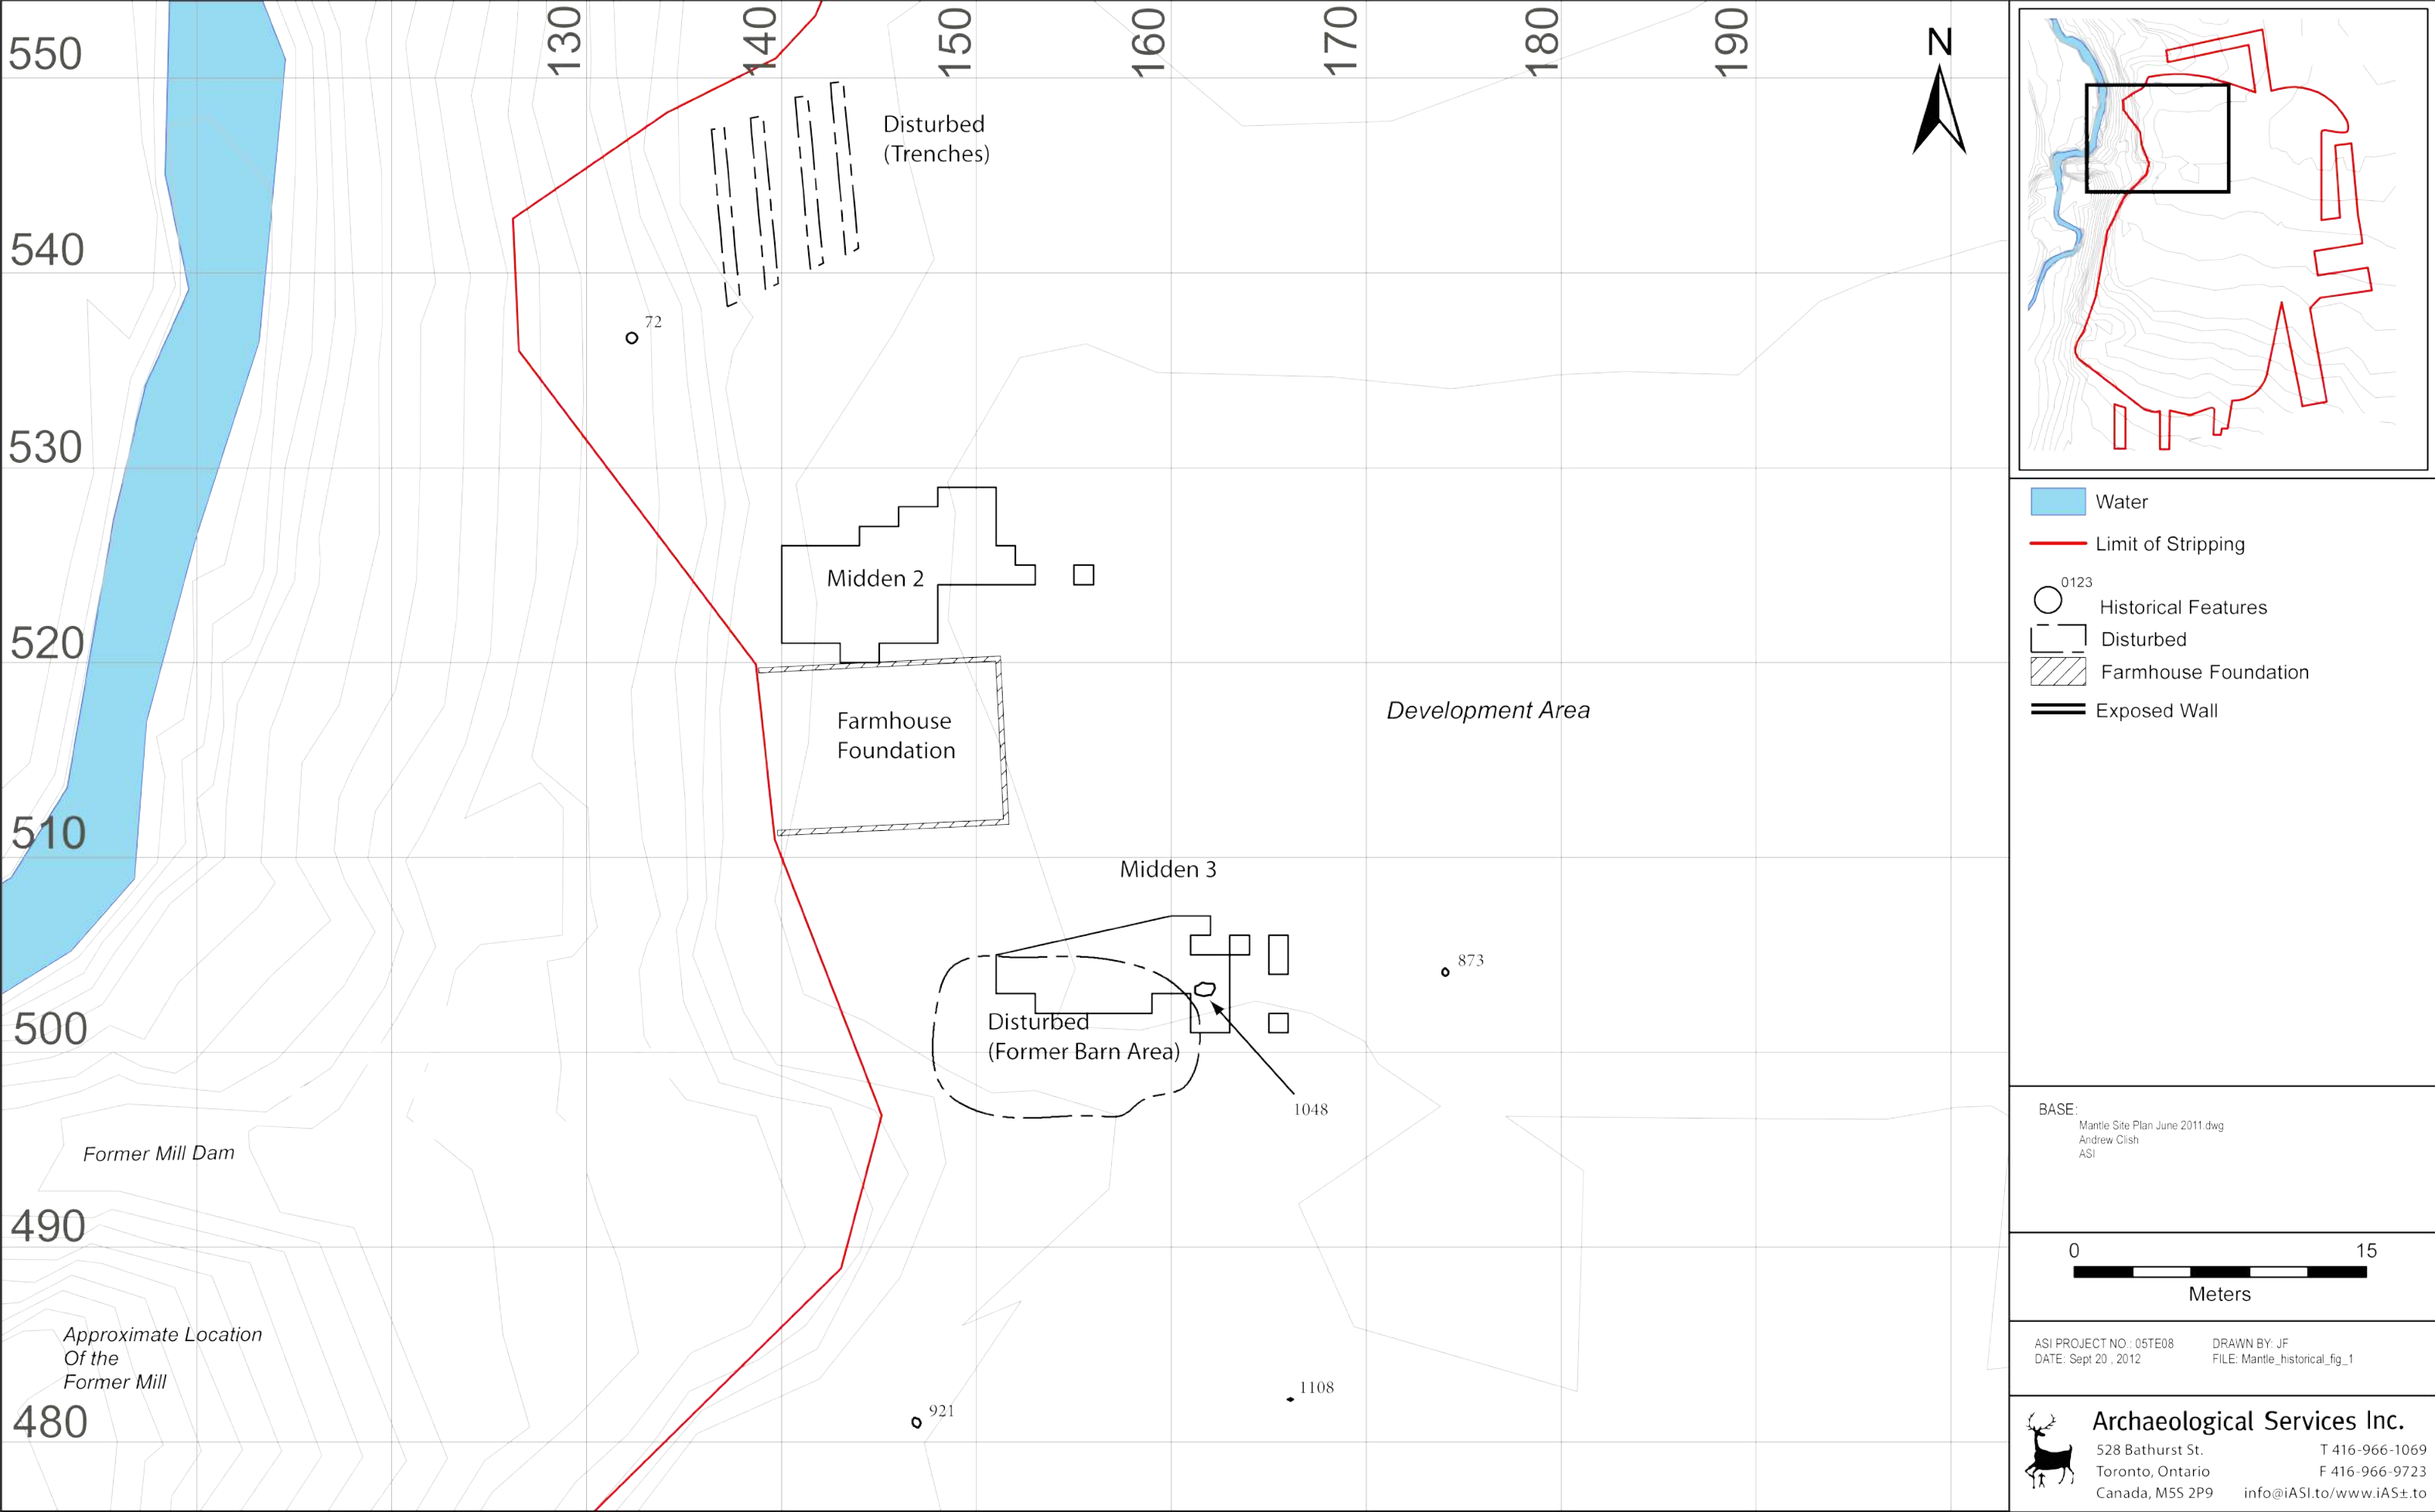 130
140
150
160
170
180
190
550
540
530
520
510
500
490
480
N
Disturbed
(Trenches)
72
Midden 2
Farmhouse
Foundation
Development Area
Midden 3
873
Disturbed
(Former Barn Area)
1048
Former Mill Dam
Approximate Location
Of the
Former Mill
921
1108
Water
Limit of Stripping
0123
Historical Features
Disturbed
Farmhouse Foundation
Exposed Wall
BASE:
Mantle Site Plan June 2011.dwg
Andrew Clish
ASI
0 15
Meters
ASI PROJECT NO.: 05TE08 DRAWN BY: JF
DATE: Sept 20 , 2012 FILE: Mantle_historical_fig_1
Archaeological Services Inc.
528 Bathurst St. T 416-966-1069
Toronto, Ontario F 416-966-9723
Canada, M5S 2P9 info@iASI.to/www.iAS±.to